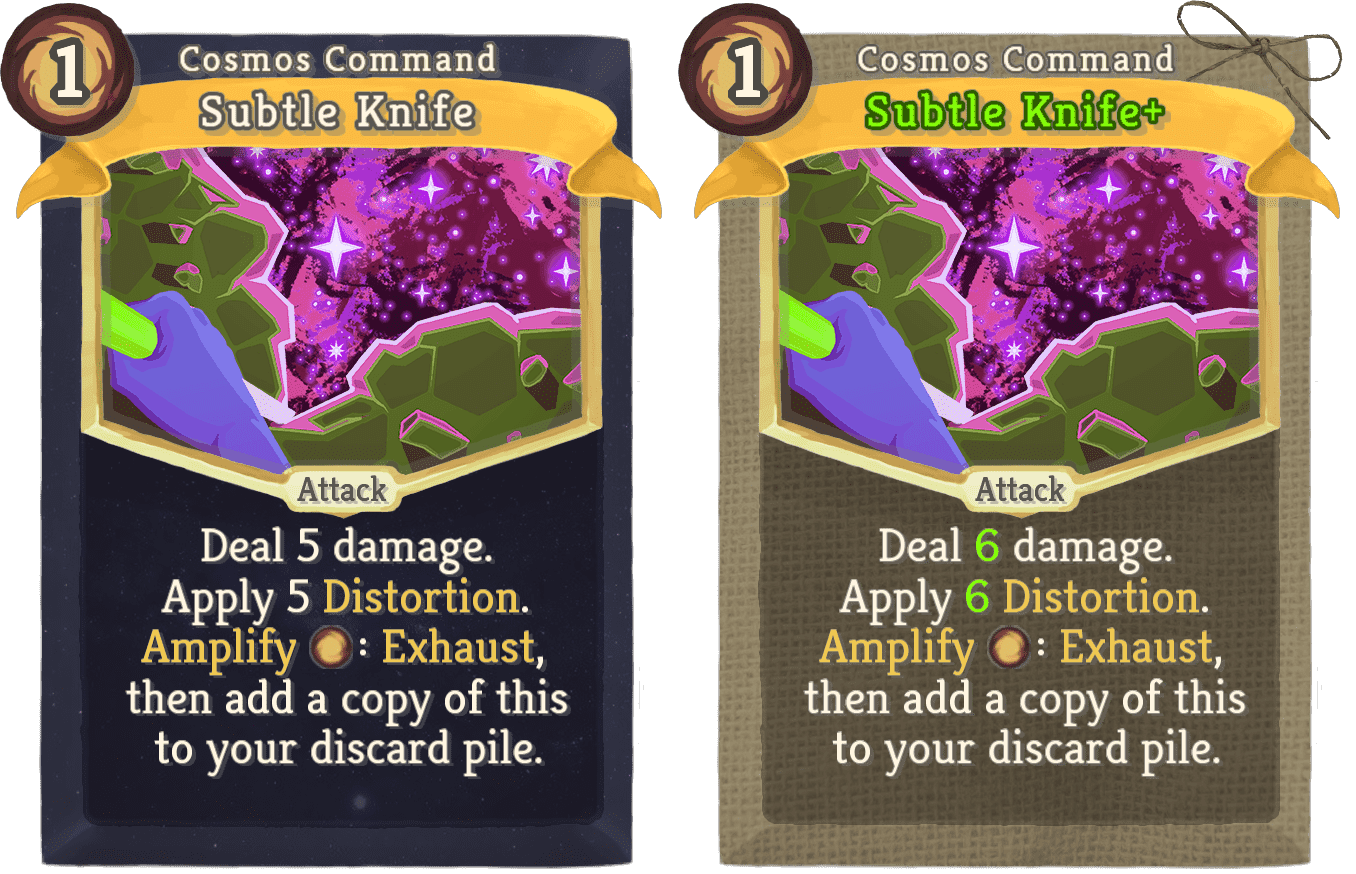 1
Cosmos Command
Subtle Knife
Attack
Deal 5 damage.
Apply 5 Distortion.
Amplify : Exhaust,
then add a copy of this
to your discard pile.
1
Cosmos Command
Subtle Knife+
Attack
Deal 6 damage.
Apply 6 Distortion.
Amplify : Exhaust,
then add a copy of this
to your discard pile.